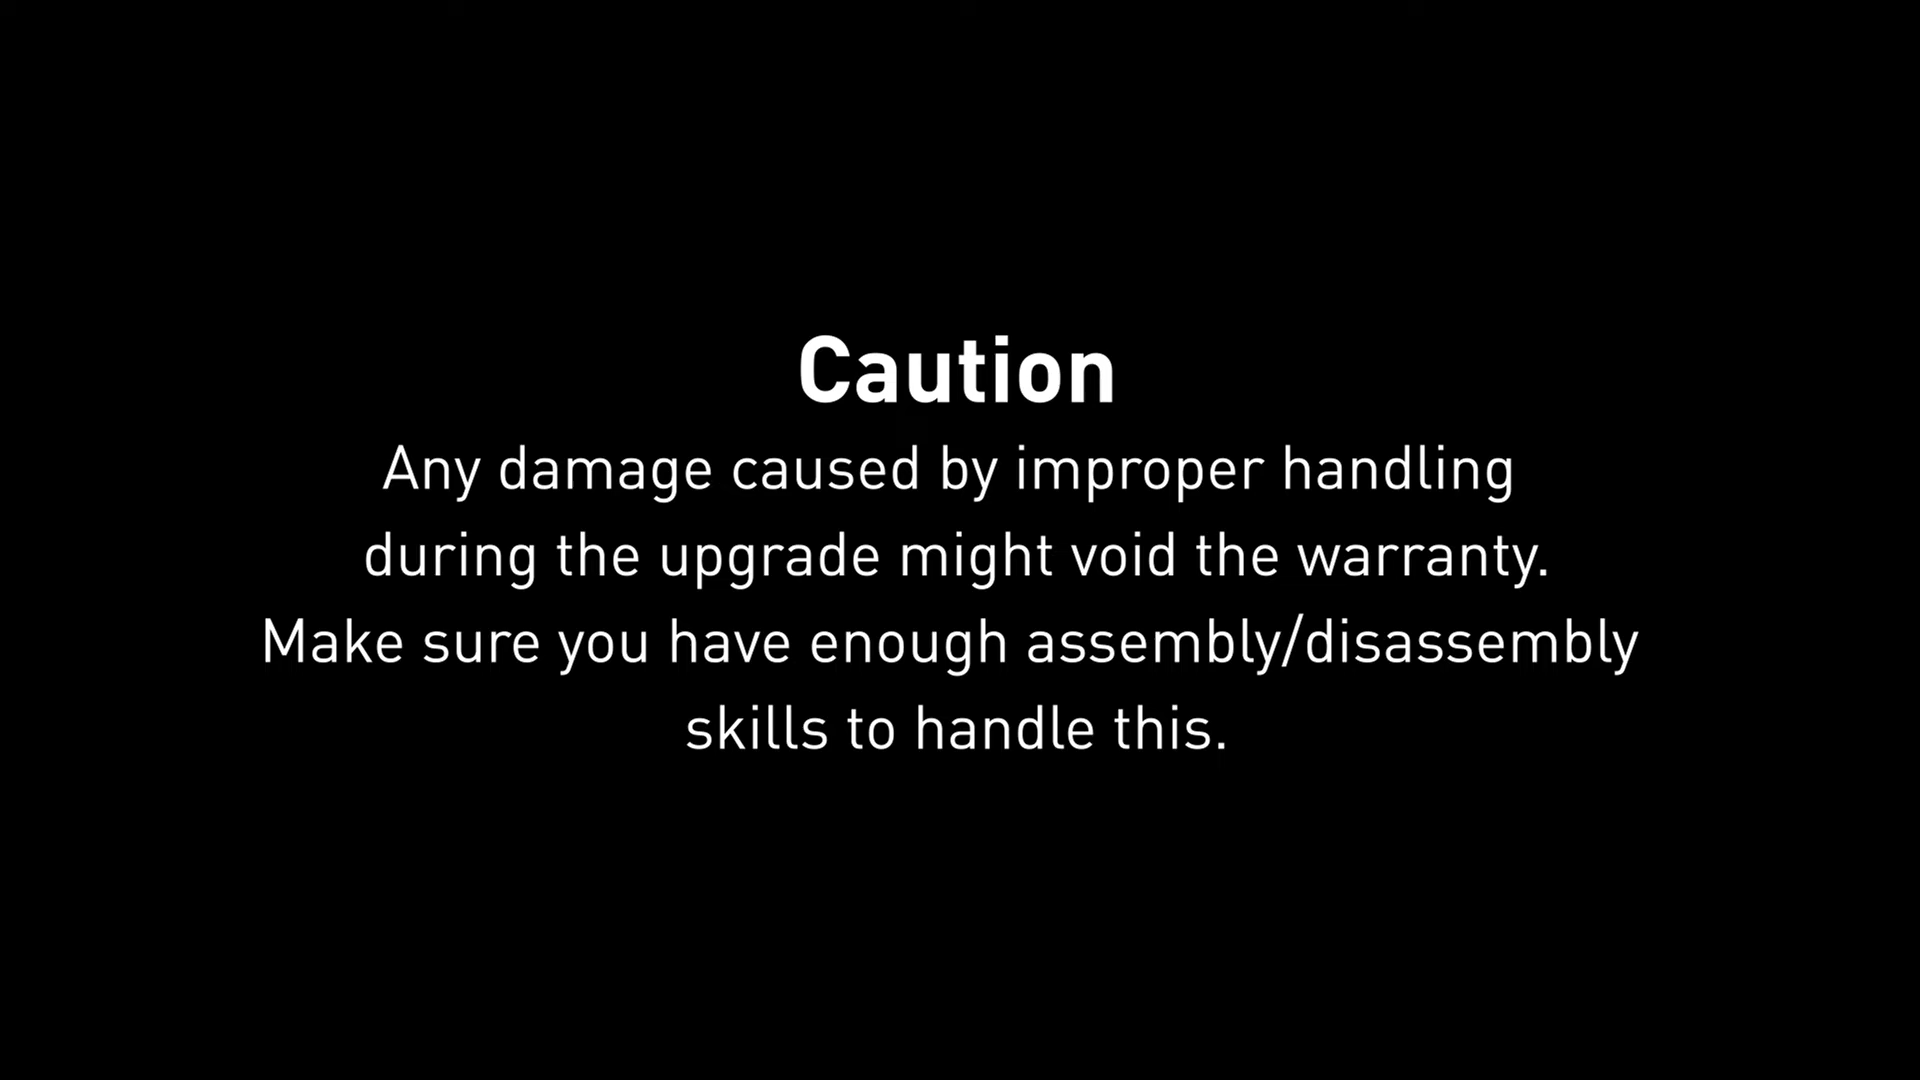 Caution
Any damage caused by improper handling
during the upgrade might void the warranty.
Make sure you have enough assembly/disassembly
skills to handle this.